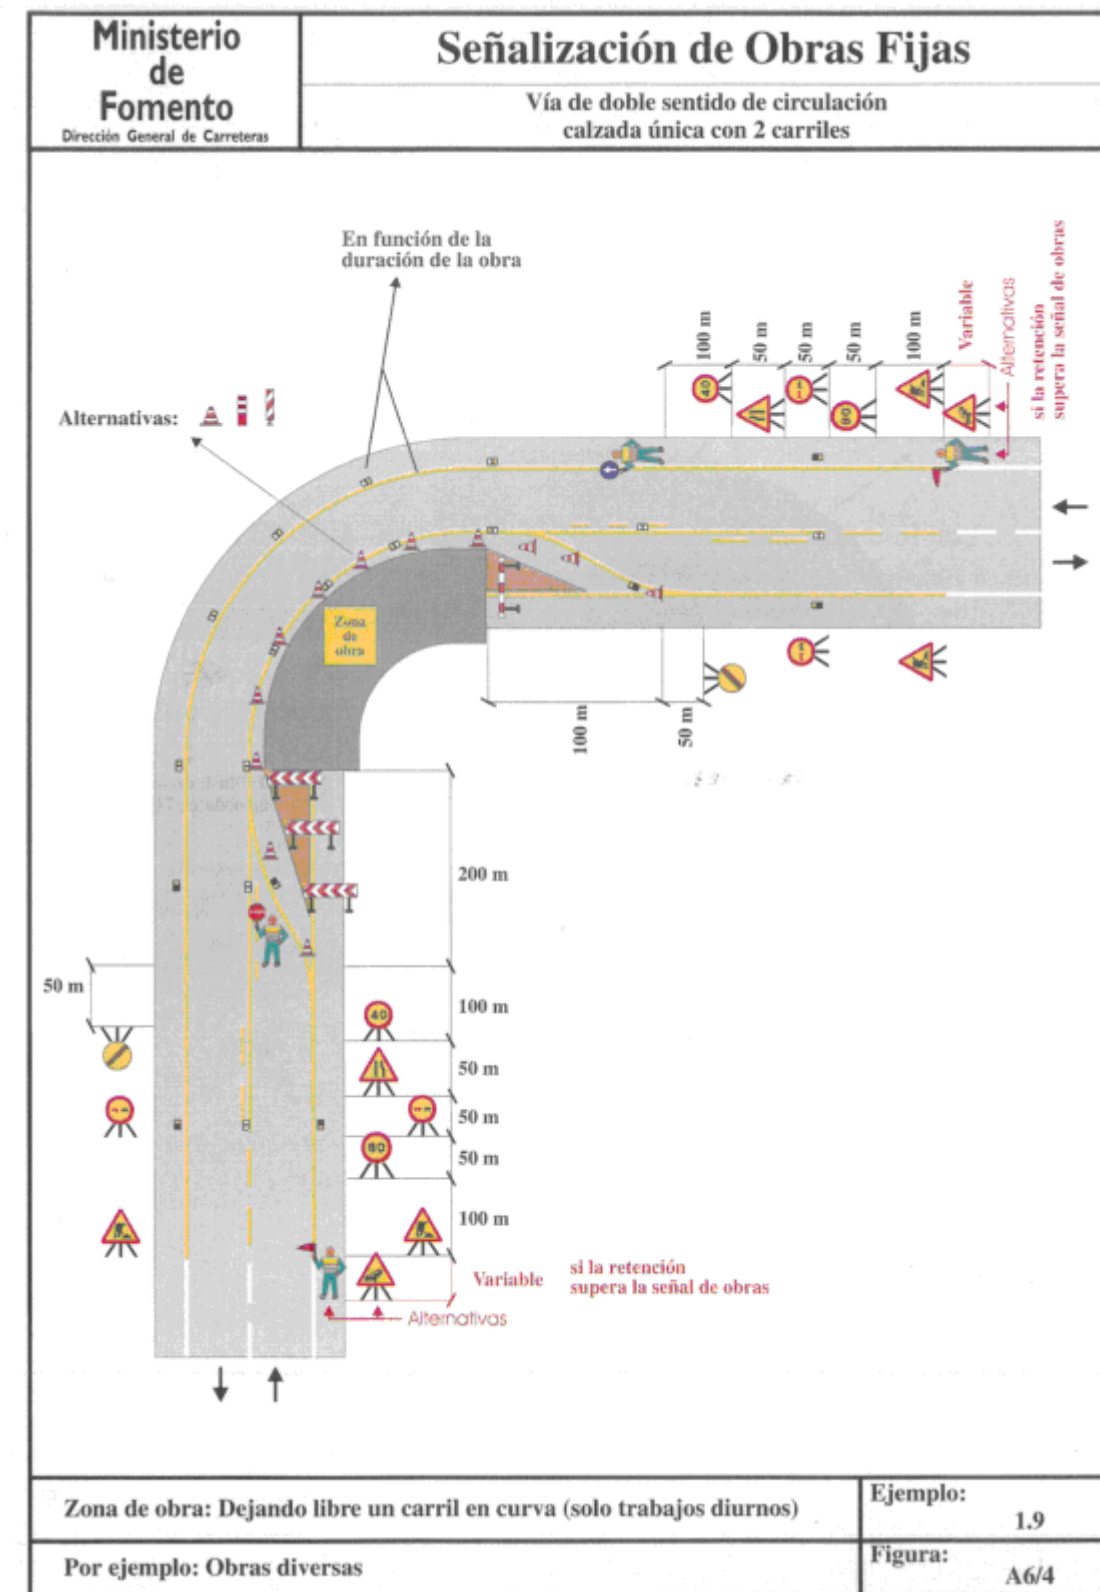 Ministerio
de
Fomento
Dirección General de Carreteras
Señalización de Obras Fijas
Vía de doble sentido de circulación
calzada única con 2 carriles
En función de la
duración de la obra
Alternativas:
100 m
50 m
50 m
50 m
100 m
Variable
Alternativas
si la retención
supera la señal de obras
40
80
Zona
de
obra
100 m
50 m
200 m
50 m
100 m
40
50 m
50 m
80
50 m
100 m
Variable
si la retención
supera la señal de obras
Alternativas
Zona de obra: Dejando libre un carril en curva (solo trabajos diurnos)
Ejemplo:
1.9
Por ejemplo: Obras diversas
Figura:
A6/4